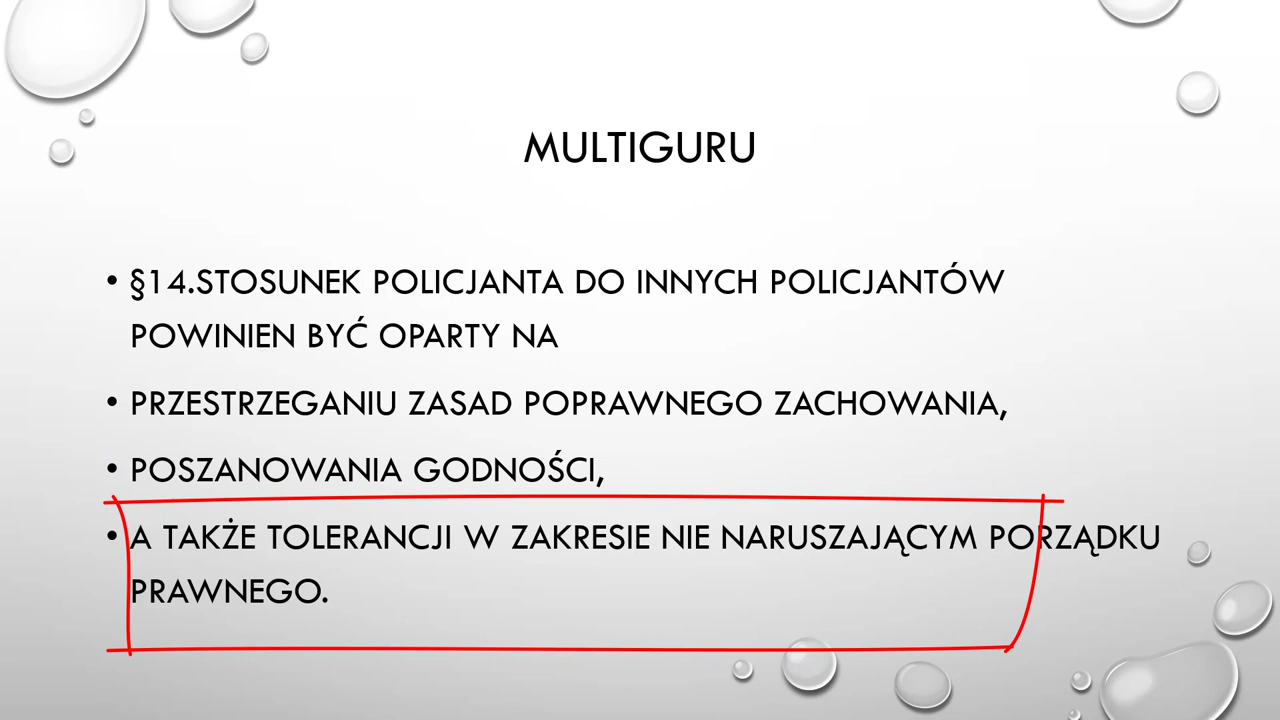 MULTIGURU
• §14.STOSUNEK POLICJANTA DO INNYCH POLICJANTÓW
POWINIEN BYĆ OPARTY NA
• PRZESTRZEGANIU ZASAD POPRAWNEGO ZACHOWANIA,
• POSZANOWANIA GODNOŚCI,
• A TAKŻE TOLERANCJI W ZAKRESIE NIE NARUSZAJĄCYM PORZĄDKU
PRAWNEGO.